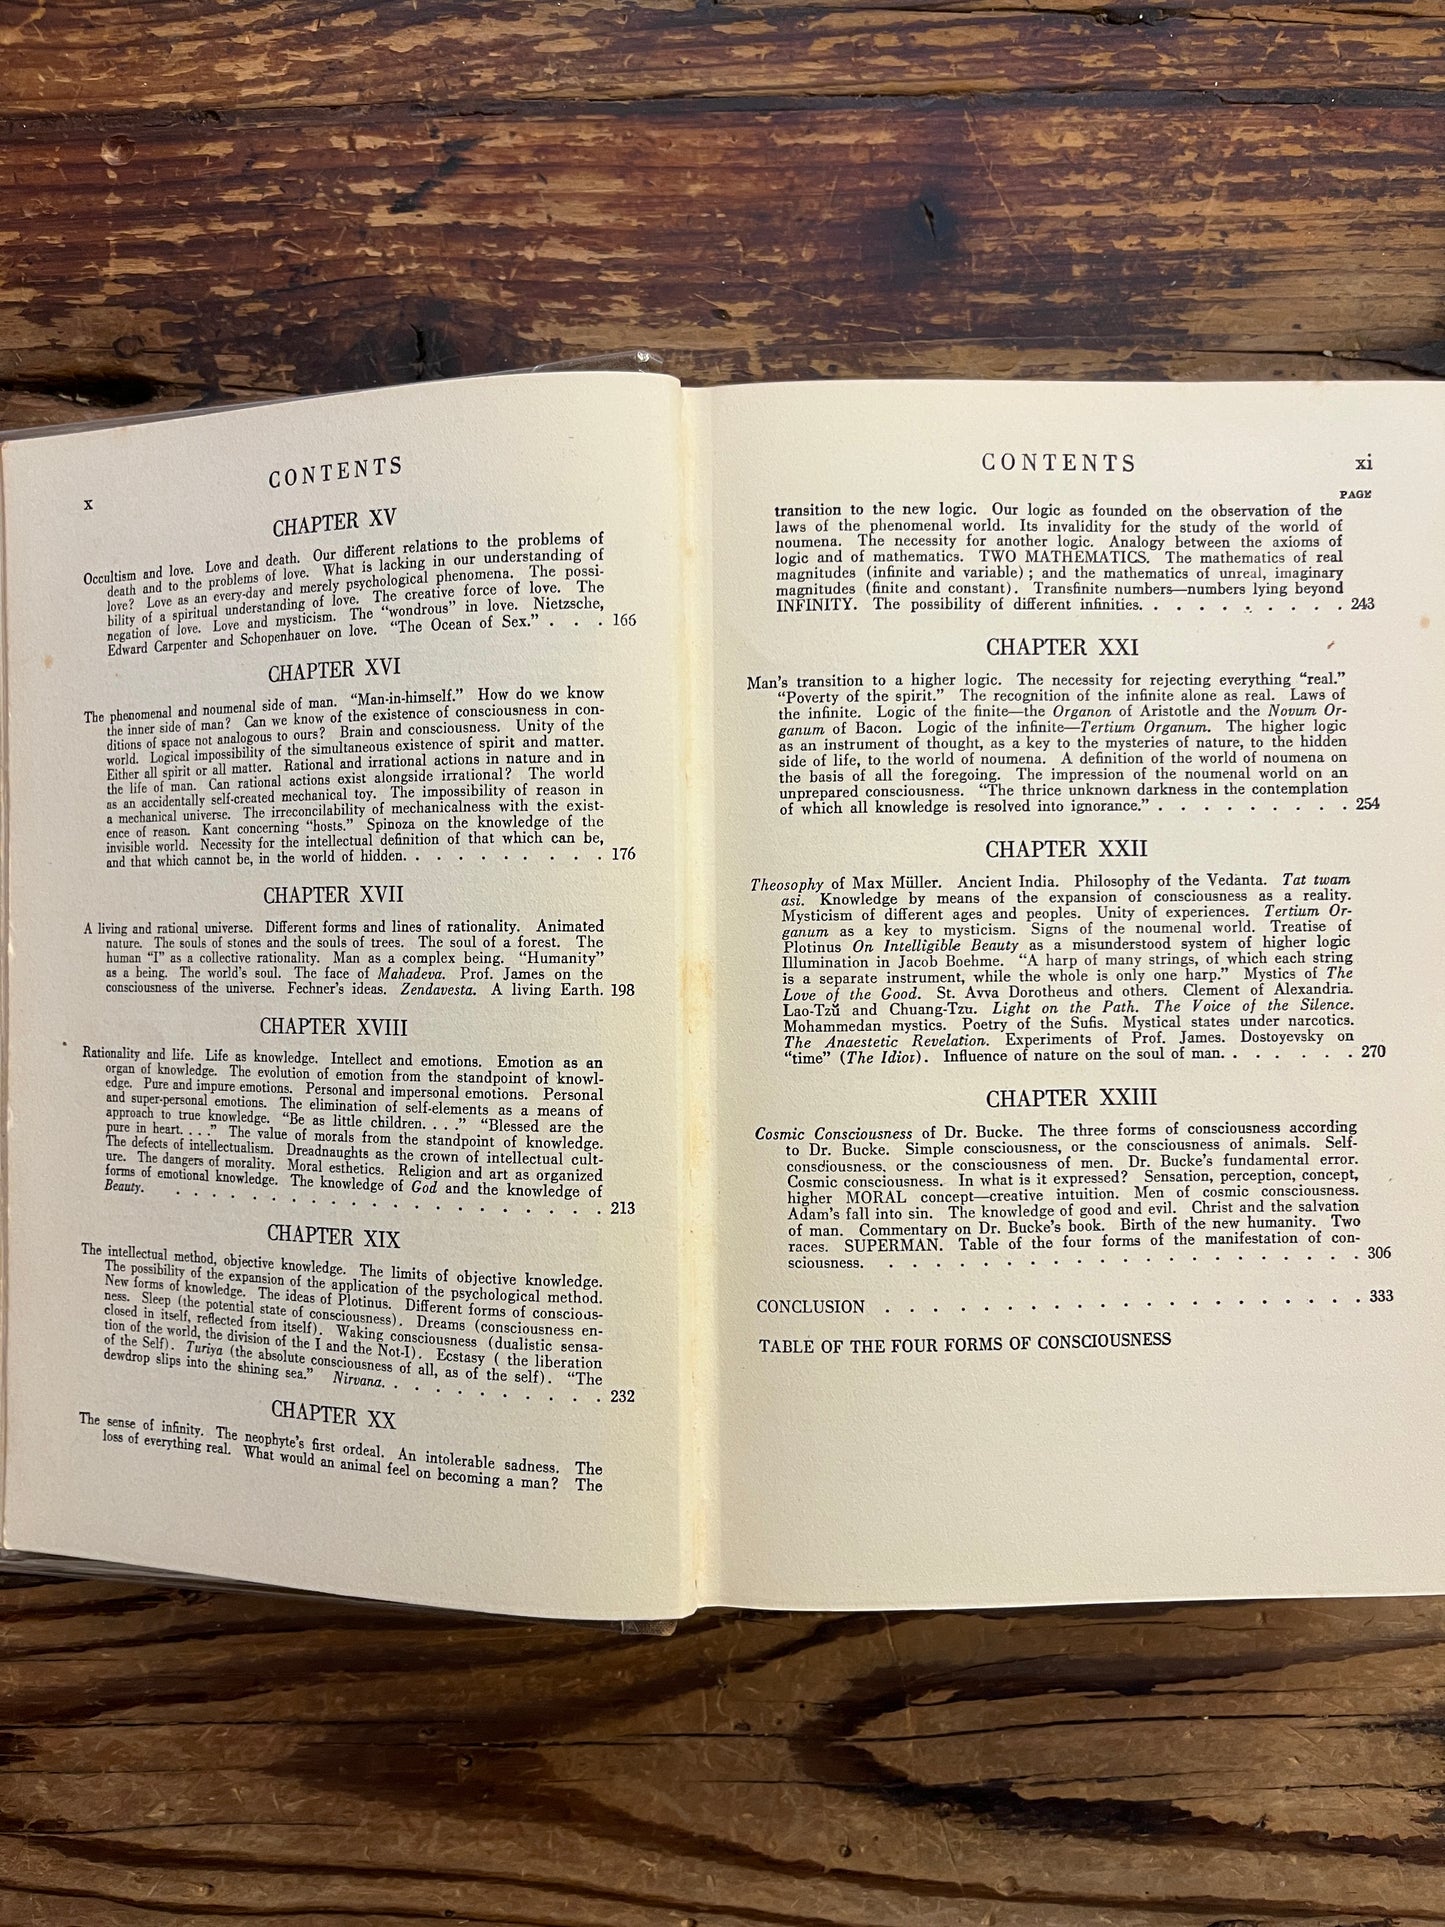 CONTENTS
x
CHAPTER XV
Occultism and love. Love and death. Our different relations to the problems of
death and to the problems of love. What is lacking in our understanding of
love? Love as an every-day and merely psychological phenomena. The possi-
bility of a spiritual understanding of love. The creative force of love. The
negation of love. Love and mysticism. The "wondrous" in love. Nietzsche,
Edward Carpenter and Schopenhauer on love. "The Ocean of Sex." . . . 166
CHAPTER XVI
The phenomenal and noumenal side of man. "Man-in-himself." How do we know
the inner side of man? Can we know of the existence of consciousness in con-
ditions of space not analogous to ours? Brain and consciousness. Unity of the
world. Logical impossibility of the simultaneous existence of spirit and matter.
Either all spirit or all matter. Rational and irrational actions in nature and in
the life of man. Can rational actions exist alongside irrational? The world
as an accidentally self-created mechanical toy. The impossibility of reason in
a mechanical universe. The irreconcilability of mechanicalness with the exist-
ence of reason. Kant concerning "hosts." Spinoza on the knowledge of the
invisible world. Necessity for the intellectual definition of that which can be,
and that which cannot be, in the world of hidden. . . . . . . . . . 176
CHAPTER XVII
A living and rational universe. Different forms and lines of rationality. Animated
nature. The souls of stones and the souls of trees. The soul of a forest. The
human "I" as a collective rationality. Man as a complex being. "Humanity"
as a being. The world's soul. The face of Mahadeva. Prof. James on the
consciousness of the universe. Fechner's ideas. Zendavesta. A living Earth. 198
CHAPTER XVIII
Rationality and life. Life as knowledge. Intellect and emotions. Emotion as an
organ of knowledge. The evolution of emotion from the standpoint of knowl-
edge. Pure and impure emotions. Personal and impersonal emotions. Personal
and super-personal emotions. The elimination of self-elements as a means of
approach to true knowledge. "Be as little children. . . ." "Blessed are the
pure in heart. . . ." The value of morals from the standpoint of knowledge.
The defects of intellectualism. Dreadnaughts as the crown of intellectual cult-
ure. The dangers of morality. Moral esthetics. Religion and art as organized
forms of emotional knowledge. The knowledge of God and the knowledge of
Beauty. . . . . . . . . . . . . . . . 213
CHAPTER XIX
The intellectual method, objective knowledge. The limits of objective knowledge.
The possibility of the expansion of the application of the psychological method.
New forms of knowledge. The ideas of Plotinus. Different forms of conscious-
ness. Sleep (the potential state of consciousness). Dreams (consciousness en-
closed in itself, reflected from itself). Waking consciousness (dualistic sensa-
tion of the world, the division of the I and the Not-I). Ecstasy ( the liberation
of the Self). Turiya (the absolute consciousness of all, as of the self). "The
dewdrop slips into the shining sea." Nirvana. . . . . . . . . . 232
CHAPTER XX
The sense of infinity. The neophyte's first ordeal. An intolerable sadness. The
loss of everything real. What would an animal feel on becoming a man? The
CONTENTS xi
PAGE
transition to the new logic. Our logic as founded on the observation of the
laws of the phenomenal world. Its invalidity for the study of the world of
noumena. The necessity for another logic. Analogy between the axioms of
logic and of mathematics. TWO MATHEMATICS. The mathematics of real
magnitudes (infinite and variable) ; and the mathematics of unreal, imaginary
magnitudes (finite and constant). Transfinite numbers—numbers lying beyond
INFINITY. The possibility of different infinities. . . . . . . . . 243
CHAPTER XXI
Man's transition to a higher logic. The necessity for rejecting everything "real."
"Poverty of the spirit." The recognition of the infinite alone as real. Laws of
the infinite. Logic of the finite—the Organon of Aristotle and the Novum Or-
ganum of Bacon. Logic of the infinite—Tertium Organum. The higher logic
as an instrument of thought, as a key to the mysteries of nature, to the hidden
side of life, to the world of noumena. A definition of the world of noumena on
the basis of all the foregoing. The impression of the noumenal world on an
unprepared consciousness. "The thrice unknown darkness in the contemplation
of which all knowledge is resolved into ignorance." . . . . . . . . . 254
CHAPTER XXII
Theosophy of Max Müller. Ancient India. Philosophy of the Vedānta. Tat twam
asi. Knowledge by means of the expansion of consciousness as a reality.
Mysticism of different ages and peoples. Unity of experiences. Tertium Or-
ganum as a key to mysticism. Signs of the noumenal world. Treatise of
Plotinus On Intelligible Beauty as a misunderstood system of higher logic
Illumination in Jacob Boehme. "A harp of many strings, of which each string
is a separate instrument, while the whole is only one harp." Mystics of The
Love of the Good. St. Avva Dorotheus and others. Clement of Alexandria.
Lao-Tzŭ and Chuang-Tzu. Light on the Path. The Voice of the Silence.
Mohammedan mystics. Poetry of the Sufis. Mystical states under narcotics.
The Anaestetic Revelation. Experiments of Prof. James. Dostoyevsky on
"time" (The Idiot). Influence of nature on the soul of man. . . . . . . 270
CHAPTER XXIII
Cosmic Consciousness of Dr. Bucke. The three forms of consciousness according
to Dr. Bucke. Simple consciousness, or the consciousness of animals. Self-
consciousness, or the consciousness of men. Dr. Bucke's fundamental error.
Cosmic consciousness. In what is it expressed? Sensation, perception, concept,
higher MORAL concept—creative intuition. Men of cosmic consciousness.
Adam's fall into sin. The knowledge of good and evil. Christ and the salvation
of man. Commentary on Dr. Bucke's book. Birth of the new humanity. Two
races. SUPERMAN. Table of the four forms of the manifestation of con-
sciousness. . . . . . . . . . . . . . . . 306
CONCLUSION . . . . . . . . . . . . . . . . . . 333
TABLE OF THE FOUR FORMS OF CONSCIOUSNESS